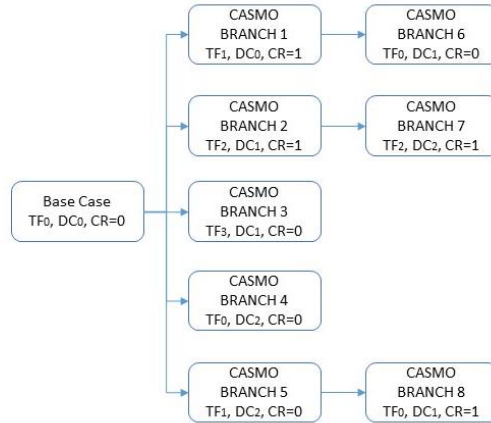 CASMO
BRANCH 1
TF₁, DC₀, CR=1
CASMO
BRANCH 6
TF₀, DC₁, CR=0
CASMO
BRANCH 2
TF₂, DC₁, CR=1
CASMO
BRANCH 7
TF₂, DC₂, CR=1
Base Case
TF₀, DC₀, CR=0
CASMO
BRANCH 3
TF₃, DC₁, CR=0
CASMO
BRANCH 4
TF₀, DC₂, CR=0
CASMO
BRANCH 5
TF₁, DC₂, CR=0
CASMO
BRANCH 8
TF₀, DC₁, CR=1